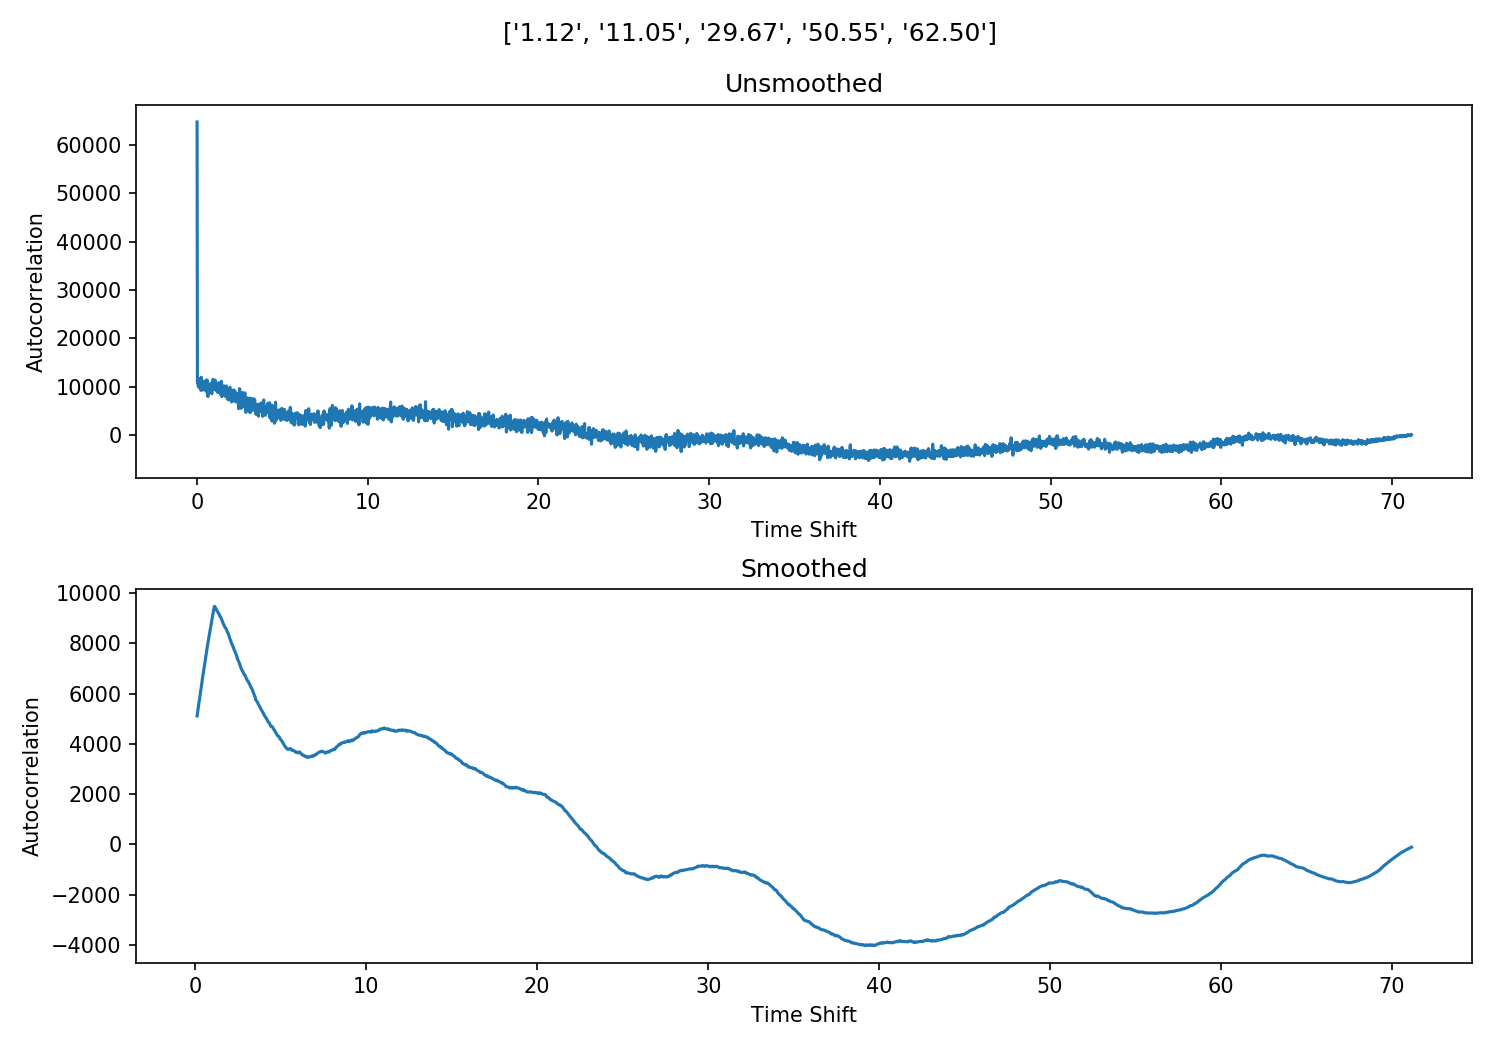 ['1.12', '11.05', '29.67', '50.55', '62.50']
Unsmoothed
Autocorrelation
60000
50000
40000
30000
20000
10000
0
0 10 20 30 40 50 60 70
Time Shift
Smoothed
Autocorrelation
10000
8000
6000
4000
2000
0
−2000
−4000
0 10 20 30 40 50 60 70
Time Shift